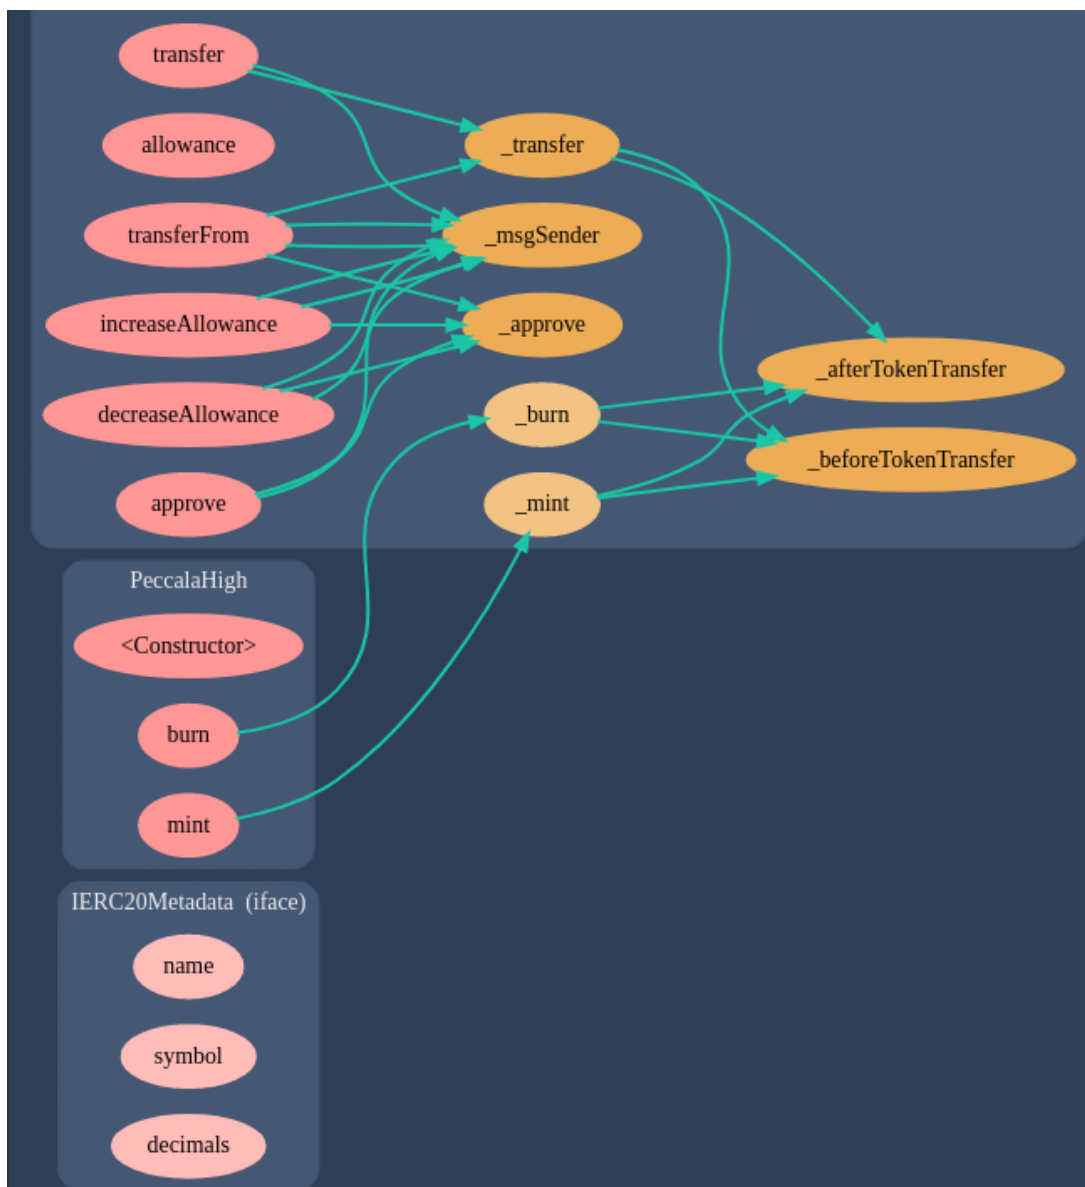 transfer
allowance
_transfer
transferFrom
_msgSender
increaseAllowance
_approve
_afterTokenTransfer
decreaseAllowance
_burn
_beforeTokenTransfer
approve
_mint
PeccalaHigh
<Constructor>
burn
mint
IERC20Metadata (iface)
name
symbol
decimals